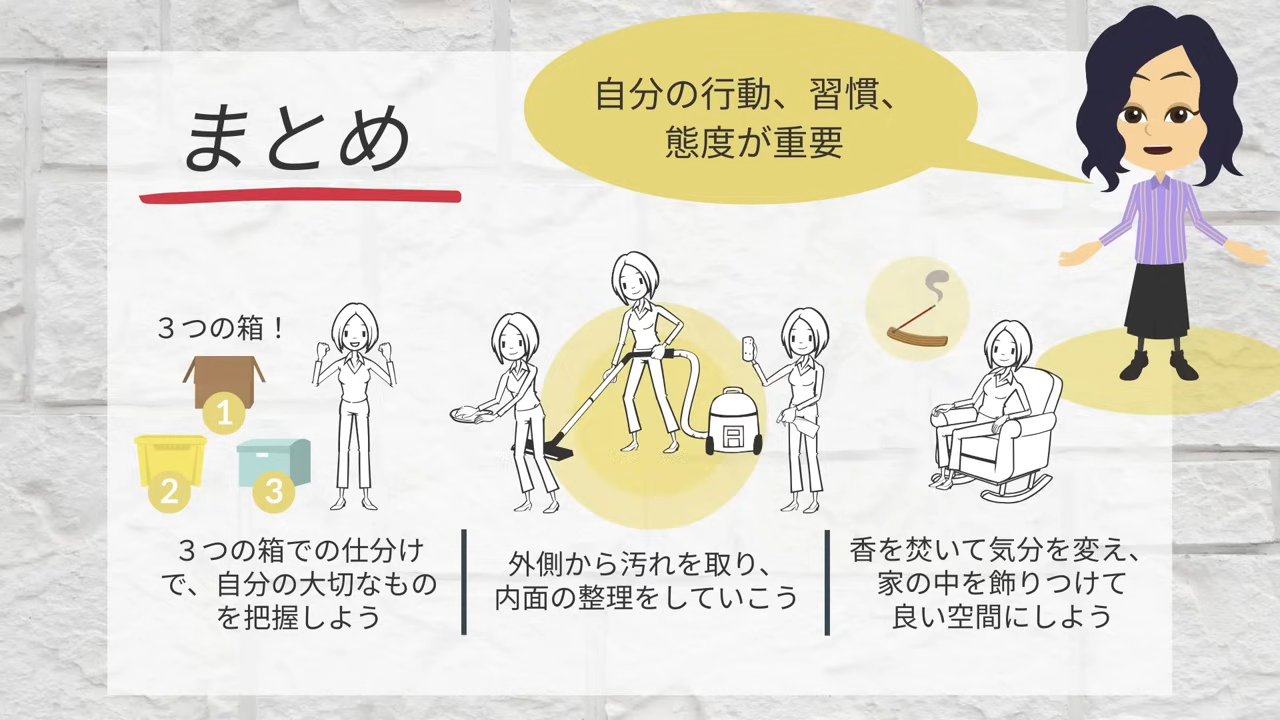 まとめ
自分の行動、習慣、
態度が重要
３つの箱！
1
2
3
３つの箱での仕分け
で、自分の大切なもの
を把握しよう
外側から汚れを取り、
内面の整理をしていこう
香を焚いて気分を変え、
家の中を飾りつけて
良い空間にしよう